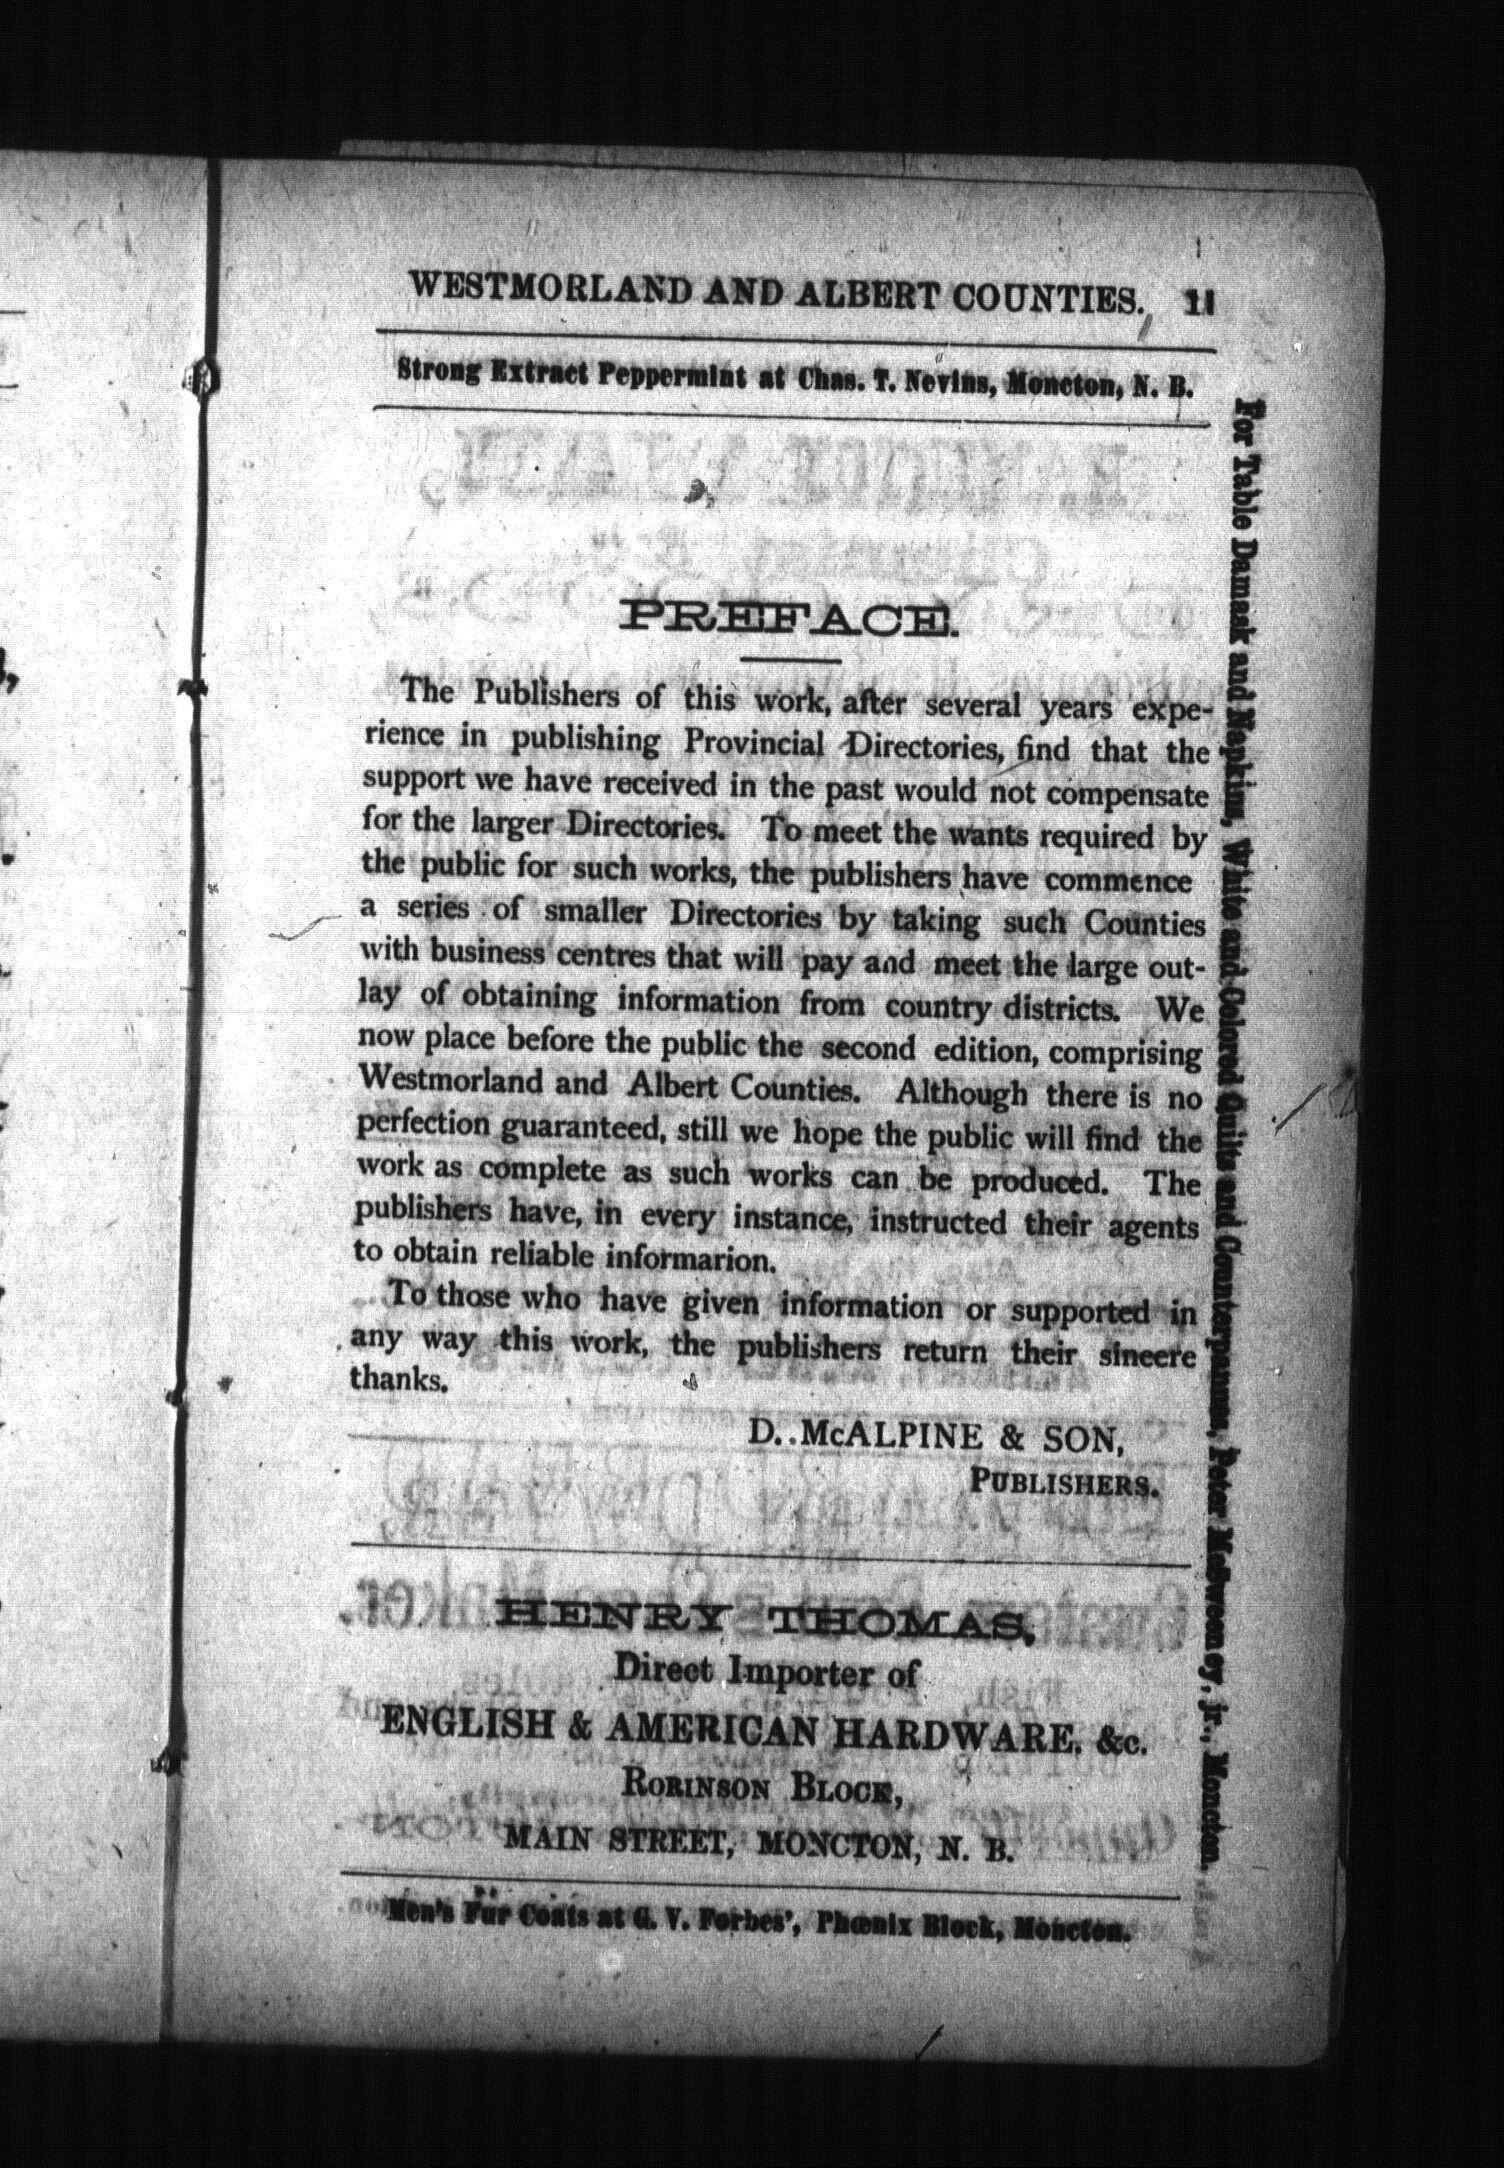 WESTMORLAND AND ALBERT COUNTIES. 11
Strong Extract Peppermint at Chas. T. Nevins, Moncton, N. B.
PREFACE.
The Publishers of this work, after several years expe-
rience in publishing Provincial Directories, find that the
support we have received in the past would not compensate
for the larger Directories. To meet the wants required by
the public for such works, the publishers have commence
a series of smaller Directories by taking such Counties
with business centres that will pay and meet the large out-
lay of obtaining information from country districts. We
now place before the public the second edition, comprising
Westmorland and Albert Counties. Although there is no
perfection guaranteed, still we hope the public will find the
work as complete as such works can be produced. The
publishers have, in every instance, instructed their agents
to obtain reliable informarion.
To those who have given information or supported in
any way this work, the publishers return their sincere
thanks.
D. McALPINE & SON,
PUBLISHERS.
HENRY THOMAS,
Direct Importer of
ENGLISH & AMERICAN HARDWARE. &c.
ROBINSON BLOCK,
MAIN STREET, MONCTON, N. B.
Men's Fur Coats at G. V. Forbes', Phœnix Block, Moncton.
For Table Damask and Napkins, White and Colored Quilts and Counterpanes, Peter McSweeney, jr., Moncton.